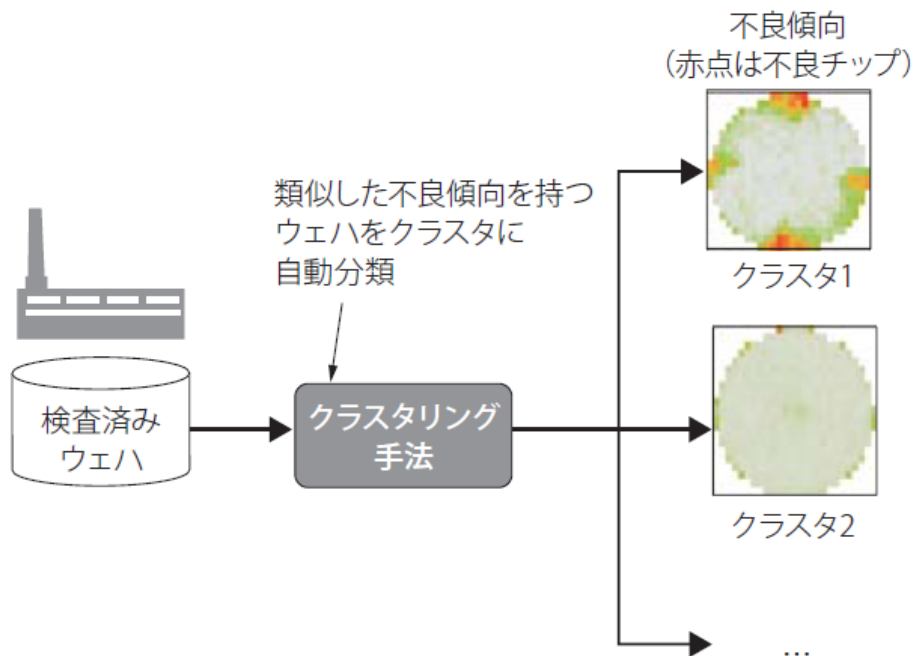 不良傾向
(赤点は不良チップ)
類似した不良傾向を持つ
ウェハをクラスタに
自動分類
クラスタ1
検査済み
ウェハ
クラスタリング
手法
クラスタ2
…